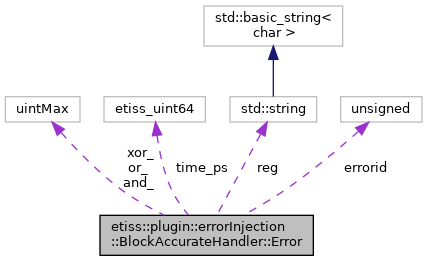 std::basic_string<
char >
uintMax
etiss_uint64
std::string
unsigned
xor_
or_
and_
time_ps
reg
errorid
etiss::plugin::errorInjection
::BlockAccurateHandler::Error